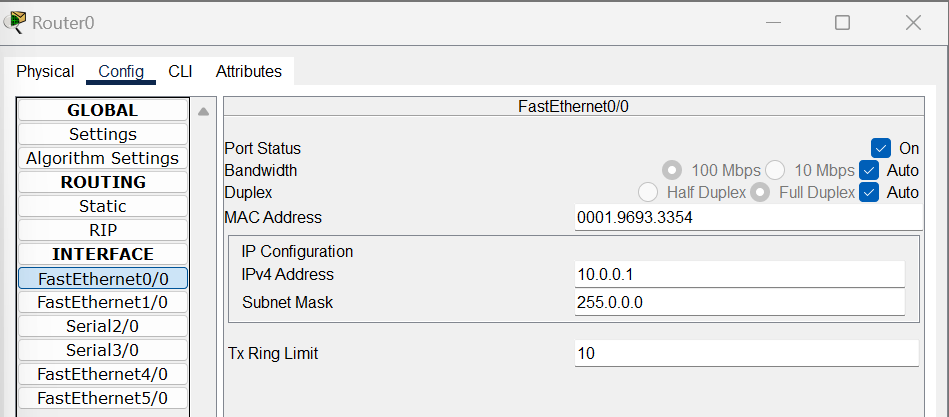 Router0
Physical Config CLI Attributes
GLOBAL
Settings
Algorithm Settings
ROUTING
Static
RIP
INTERFACE
FastEthernet0/0
FastEthernet1/0
Serial2/0
Serial3/0
FastEthernet4/0
FastEthernet5/0
FastEthernet0/0
Port Status On
Bandwidth 100 Mbps 10 Mbps Auto
Duplex Half Duplex Full Duplex Auto
MAC Address 0001.9693.3354
IP Configuration
IPv4 Address 10.0.0.1
Subnet Mask 255.0.0.0
Tx Ring Limit 10